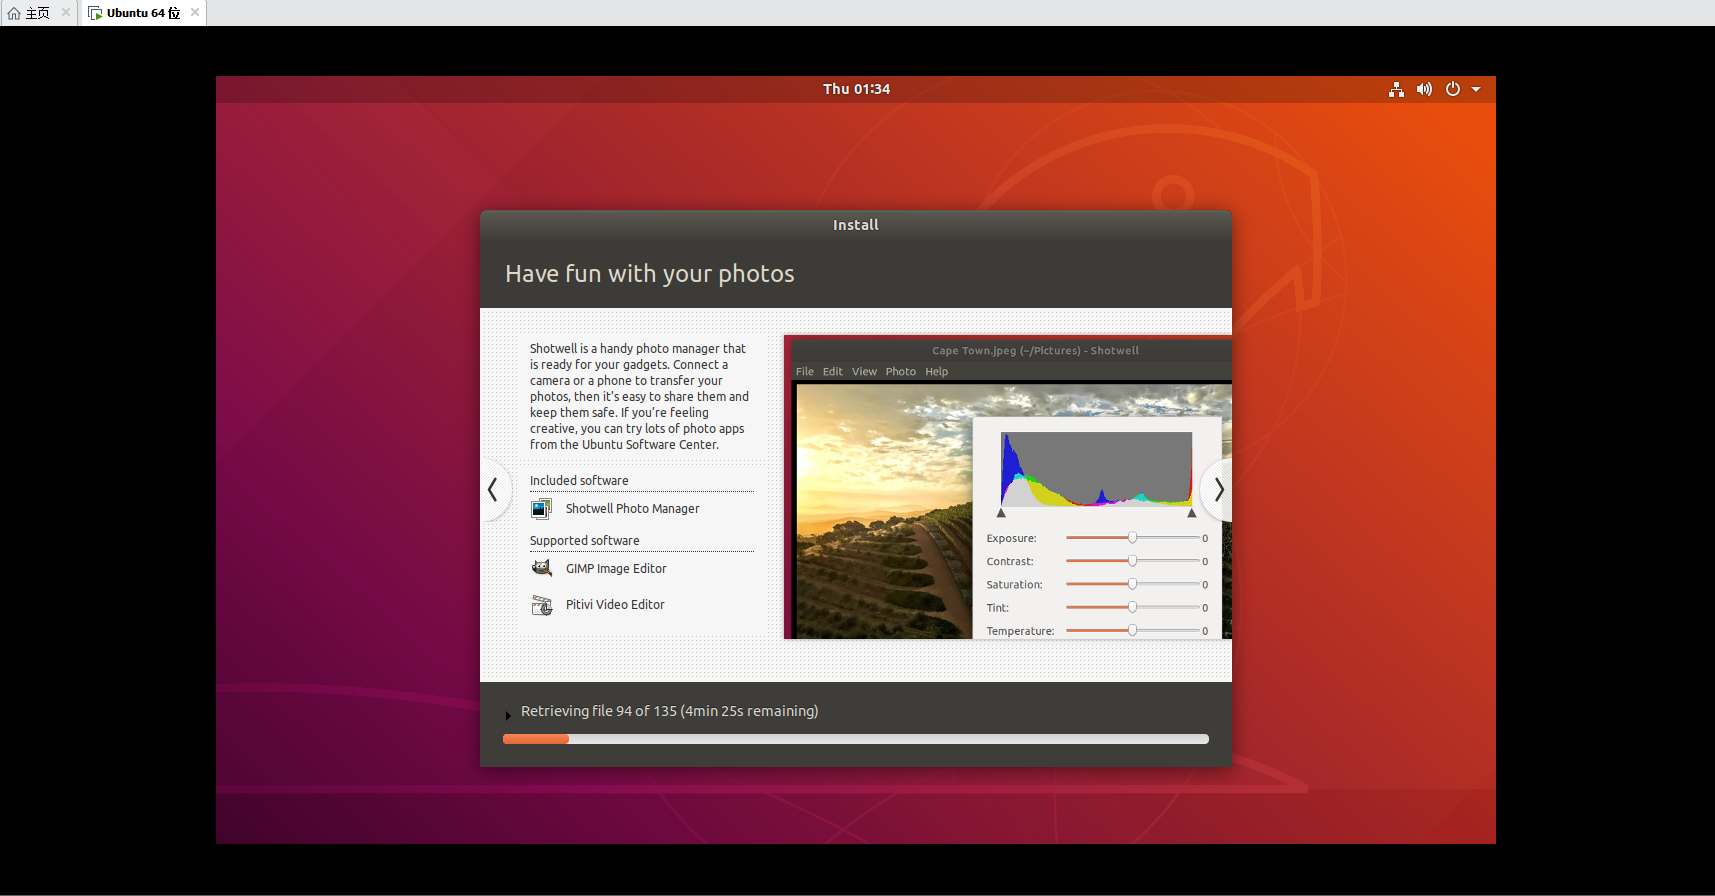 主页
Ubuntu 64 位
Thu 01:34
Install
Have fun with your photos
Shotwell is a handy photo manager that
is ready for your gadgets. Connect a
camera or a phone to transfer your
photos, then it’s easy to share them and
keep them safe. If you’re feeling
creative, you can try lots of photo apps
from the Ubuntu Software Center.
Included software
Shotwell Photo Manager
Supported software
GIMP Image Editor
Pitivi Video Editor
Cape Town.jpeg (~/Pictures) - Shotwell
File Edit View Photo Help
Exposure: 0
Contrast: 0
Saturation: 0
Tint: 0
Temperature: 0
Retrieving file 94 of 135 (4min 25s remaining)